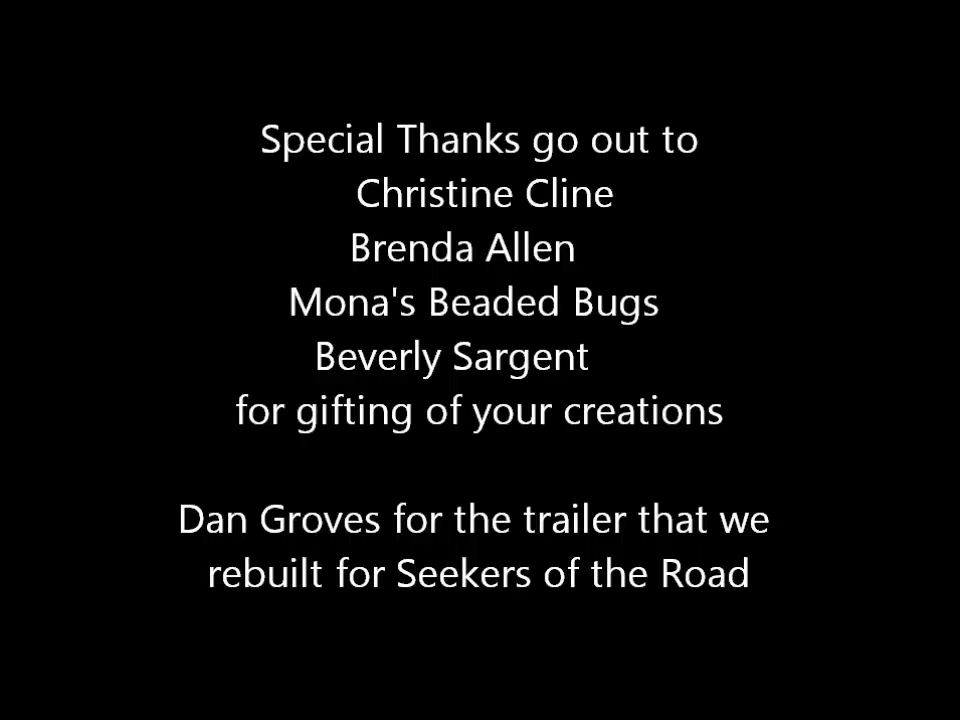 Special Thanks go out to
Christine Cline
Brenda Allen
Mona's Beaded Bugs
Beverly Sargent
for gifting of your creations
Dan Groves for the trailer that we
rebuilt for Seekers of the Road